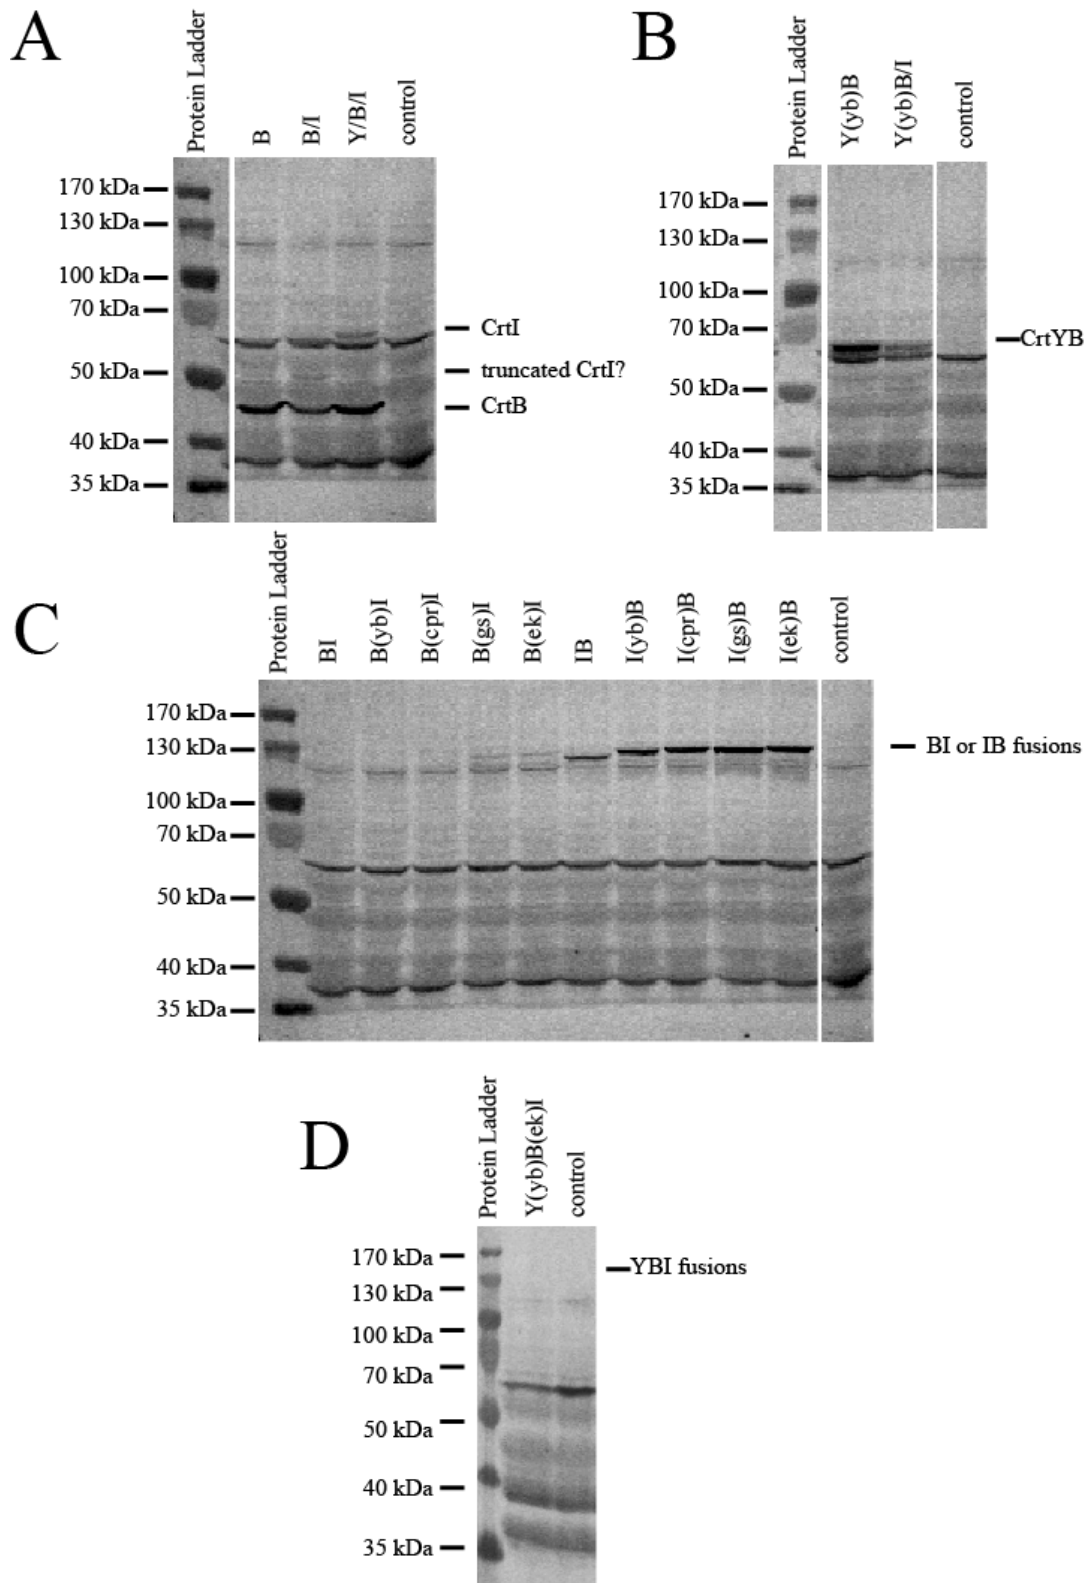 A
Protein Ladder
B
B/I
Y/B/I
control
170 kDa
130 kDa
100 kDa
70 kDa
50 kDa
40 kDa
35 kDa
CrtI
truncated CrtI?
CrtB
B
Protein Ladder
Y(yb)B
Y(yb)B/I
control
170 kDa
130 kDa
100 kDa
70 kDa
50 kDa
40 kDa
35 kDa
CrtYB
C
Protein Ladder
BI
B(yb)I
B(cpr)I
B(gs)I
B(ek)I
IB
I(yb)B
I(cpr)B
I(gs)B
I(ek)B
control
170 kDa
130 kDa
100 kDa
70 kDa
50 kDa
40 kDa
35 kDa
BI or IB fusions
D
Protein Ladder
Y(yb)B(ek)I
control
170 kDa
130 kDa
100 kDa
70 kDa
50 kDa
40 kDa
35 kDa
YBI fusions